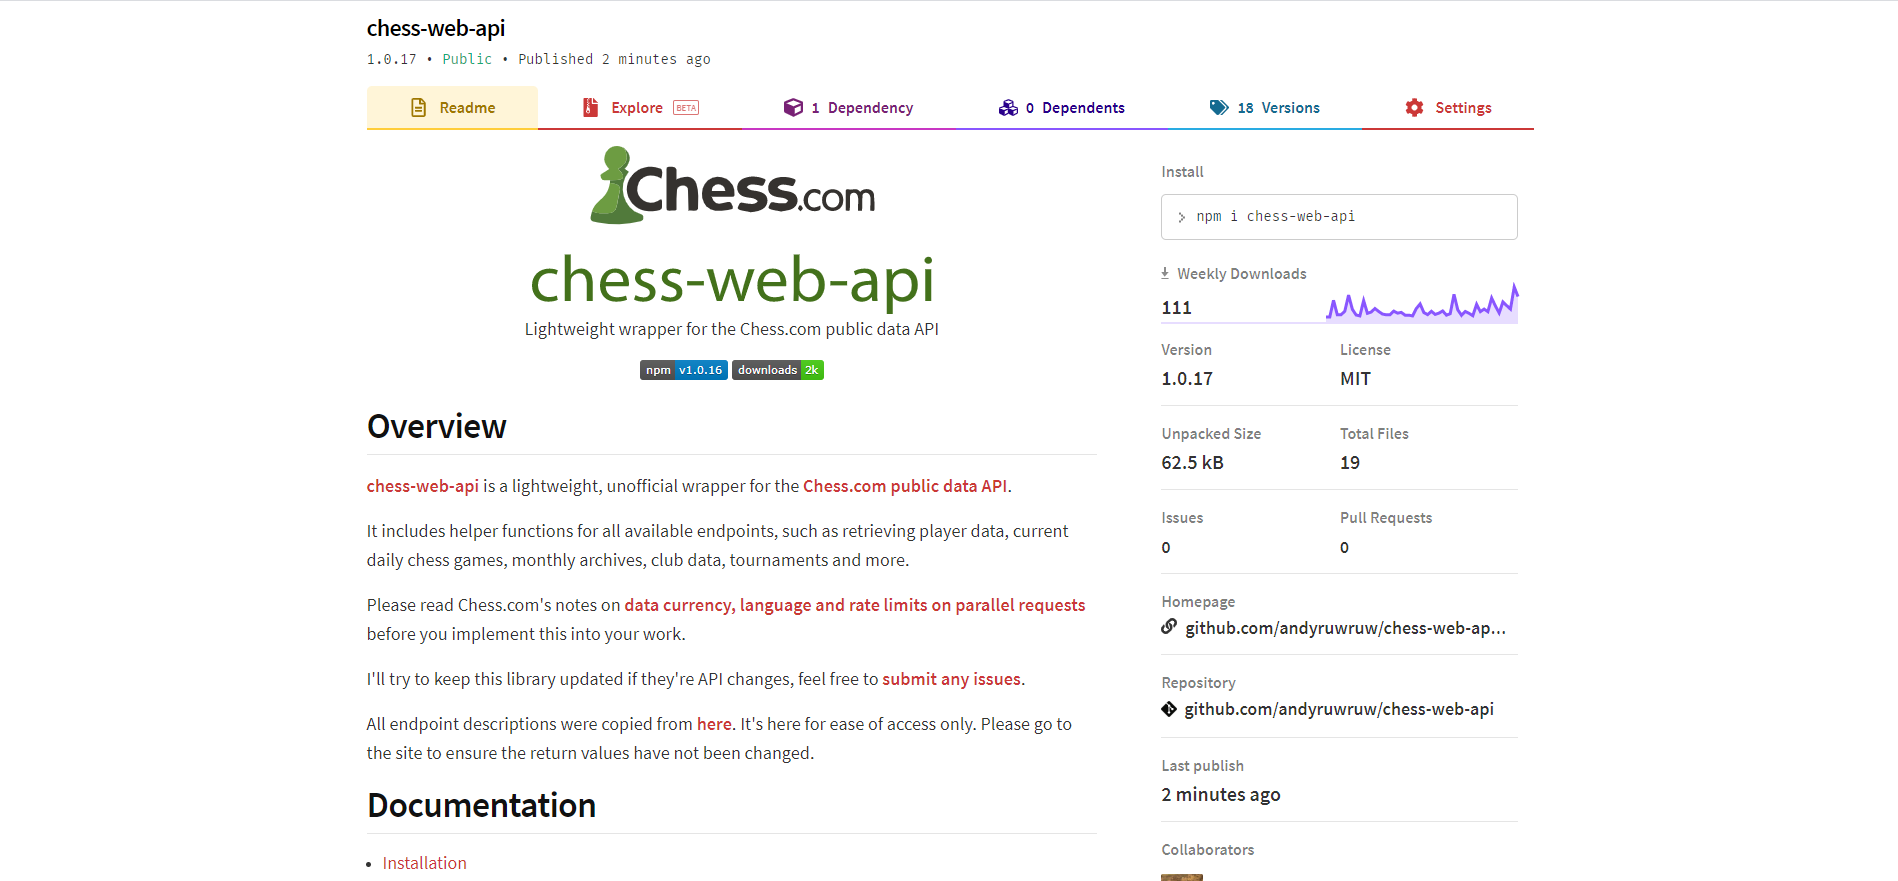 chess-web-api
1.0.17 • Public • Published 2 minutes ago
Readme
Explore BETA
1 Dependency
0 Dependents
18 Versions
Settings
Chess.com
chess-web-api
Lightweight wrapper for the Chess.com public data API
npm v1.0.16 downloads 2k
Overview
chess-web-api is a lightweight, unofficial wrapper for the Chess.com public data API.
It includes helper functions for all available endpoints, such as retrieving player data, current
daily chess games, monthly archives, club data, tournaments and more.
Please read Chess.com's notes on data currency, language and rate limits on parallel requests
before you implement this into your work.
I'll try to keep this library updated if they're API changes, feel free to submit any issues.
All endpoint descriptions were copied from here. It's here for ease of access only. Please go to
the site to ensure the return values have not been changed.
Documentation
• Installation
Install
> npm i chess-web-api
Weekly Downloads
111
Version
1.0.17
License
MIT
Unpacked Size
62.5 kB
Total Files
19
Issues
0
Pull Requests
0
Homepage
github.com/andyruwruw/chess-web-ap...
Repository
github.com/andyruwruw/chess-web-api
Last publish
2 minutes ago
Collaborators